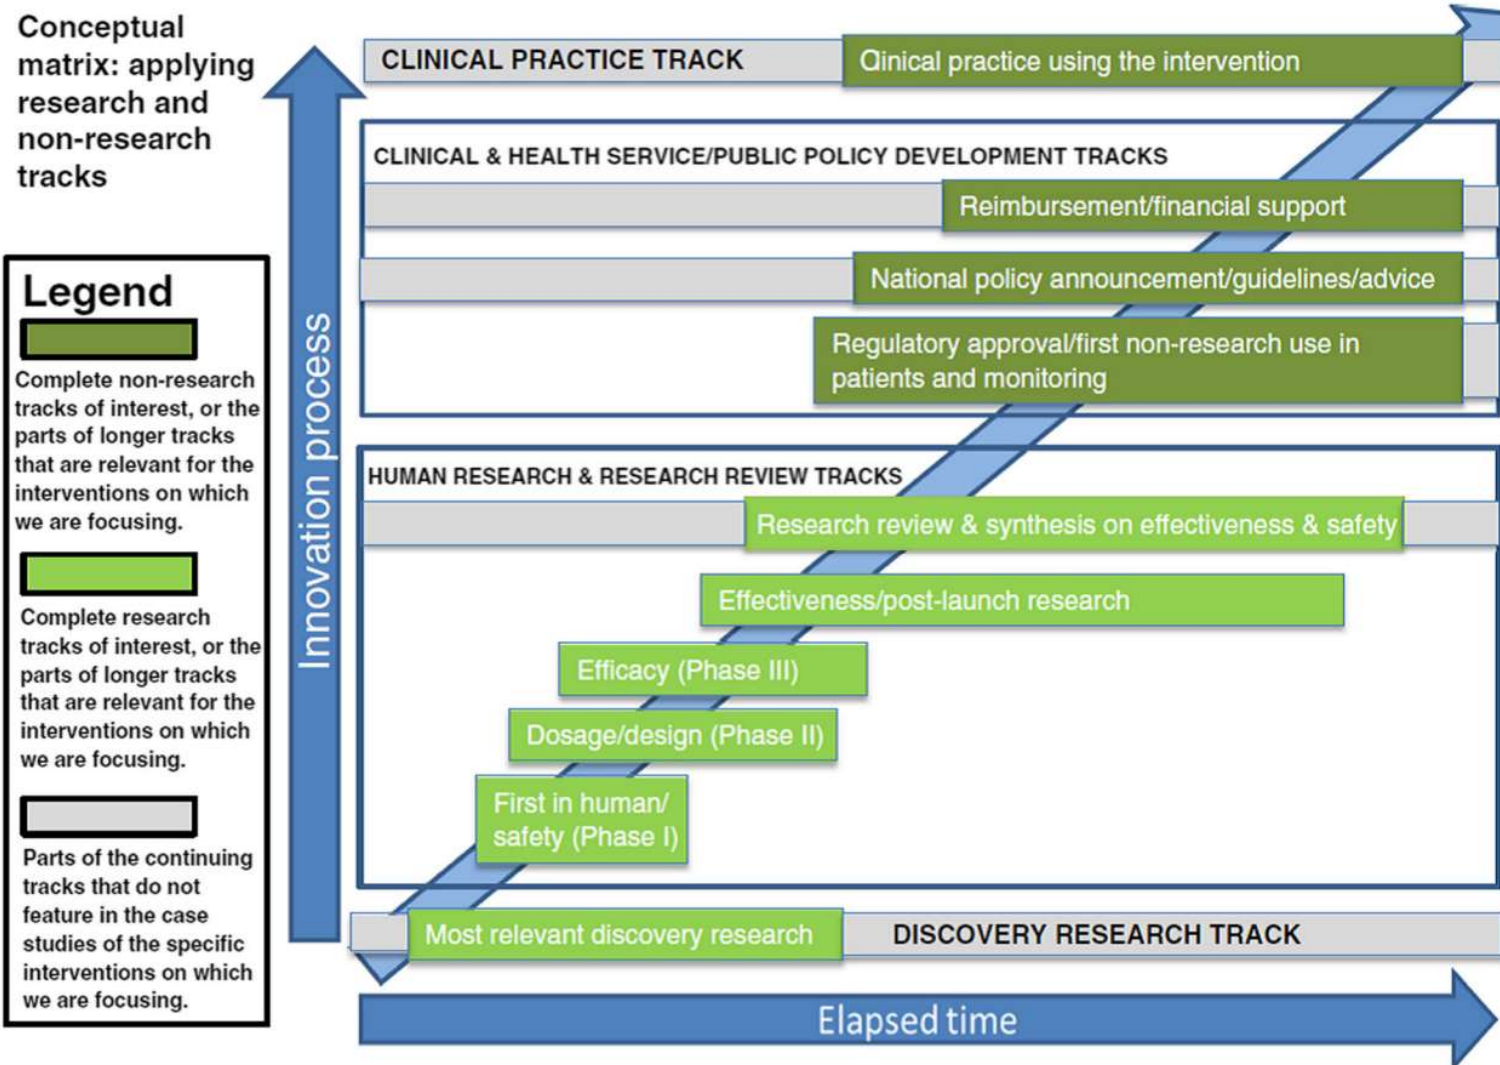 Conceptual
matrix: applying
research and
non-research
tracks
Legend
Complete non-research
tracks of interest, or the
parts of longer tracks
that are relevant for the
interventions on which
we are focusing.
Complete research
tracks of interest, or the
parts of longer tracks
that are relevant for the
interventions on which
we are focusing.
Parts of the continuing
tracks that do not
feature in the case
studies of the specific
interventions on which
we are focusing.
Innovation process
CLINICAL PRACTICE TRACK
Clinical practice using the intervention
CLINICAL & HEALTH SERVICE/PUBLIC POLICY DEVELOPMENT TRACKS
Reimbursement/financial support
National policy announcement/guidelines/advice
Regulatory approval/first non-research use in
patients and monitoring
HUMAN RESEARCH & RESEARCH REVIEW TRACKS
Research review & synthesis on effectiveness & safety
Effectiveness/post-launch research
Efficacy (Phase III)
Dosage/design (Phase II)
First in human/
safety (Phase I)
Most relevant discovery research
DISCOVERY RESEARCH TRACK
Elapsed time